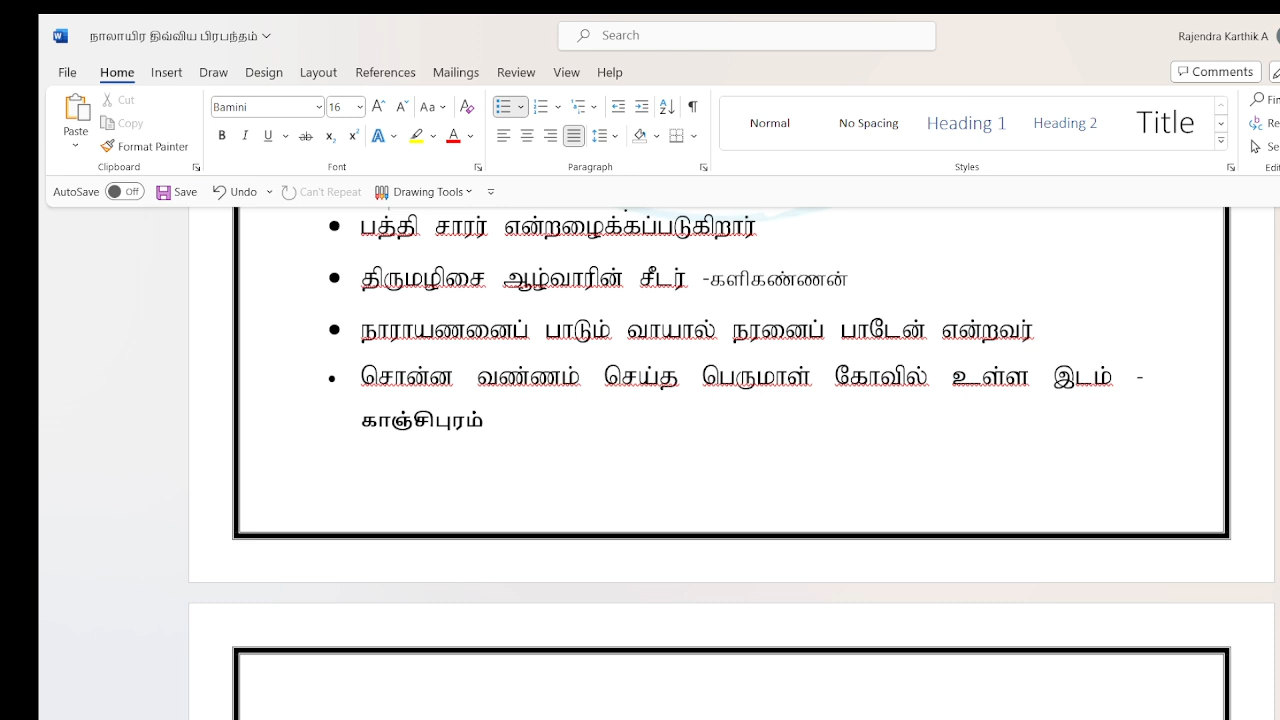 நாலாயிர திவ்விய பிரபந்தம்
Search
Rajendra Karthik A
File Home Insert Draw Design Layout References Mailings Review View Help
Comments
Paste
Cut
Copy
Format Painter
Clipboard
Bamini 16
Font
Paragraph
Normal No Spacing Heading 1 Heading 2 Title
Styles
AutoSave Off Save Undo Can't Repeat Drawing Tools
பத்தி சாரர் என்றழைக்கப்படுகிறார்
திருமழிசை ஆழ்வாரின் சீடர் -களிகண்ணன்
நாராயணனைப் பாடும் வாயால் நரனைப் பாடேன் என்றவர்
சொன்ன வண்ணம் செய்த பெருமாள் கோவில் உள்ள இடம் -
காஞ்சிபுரம்